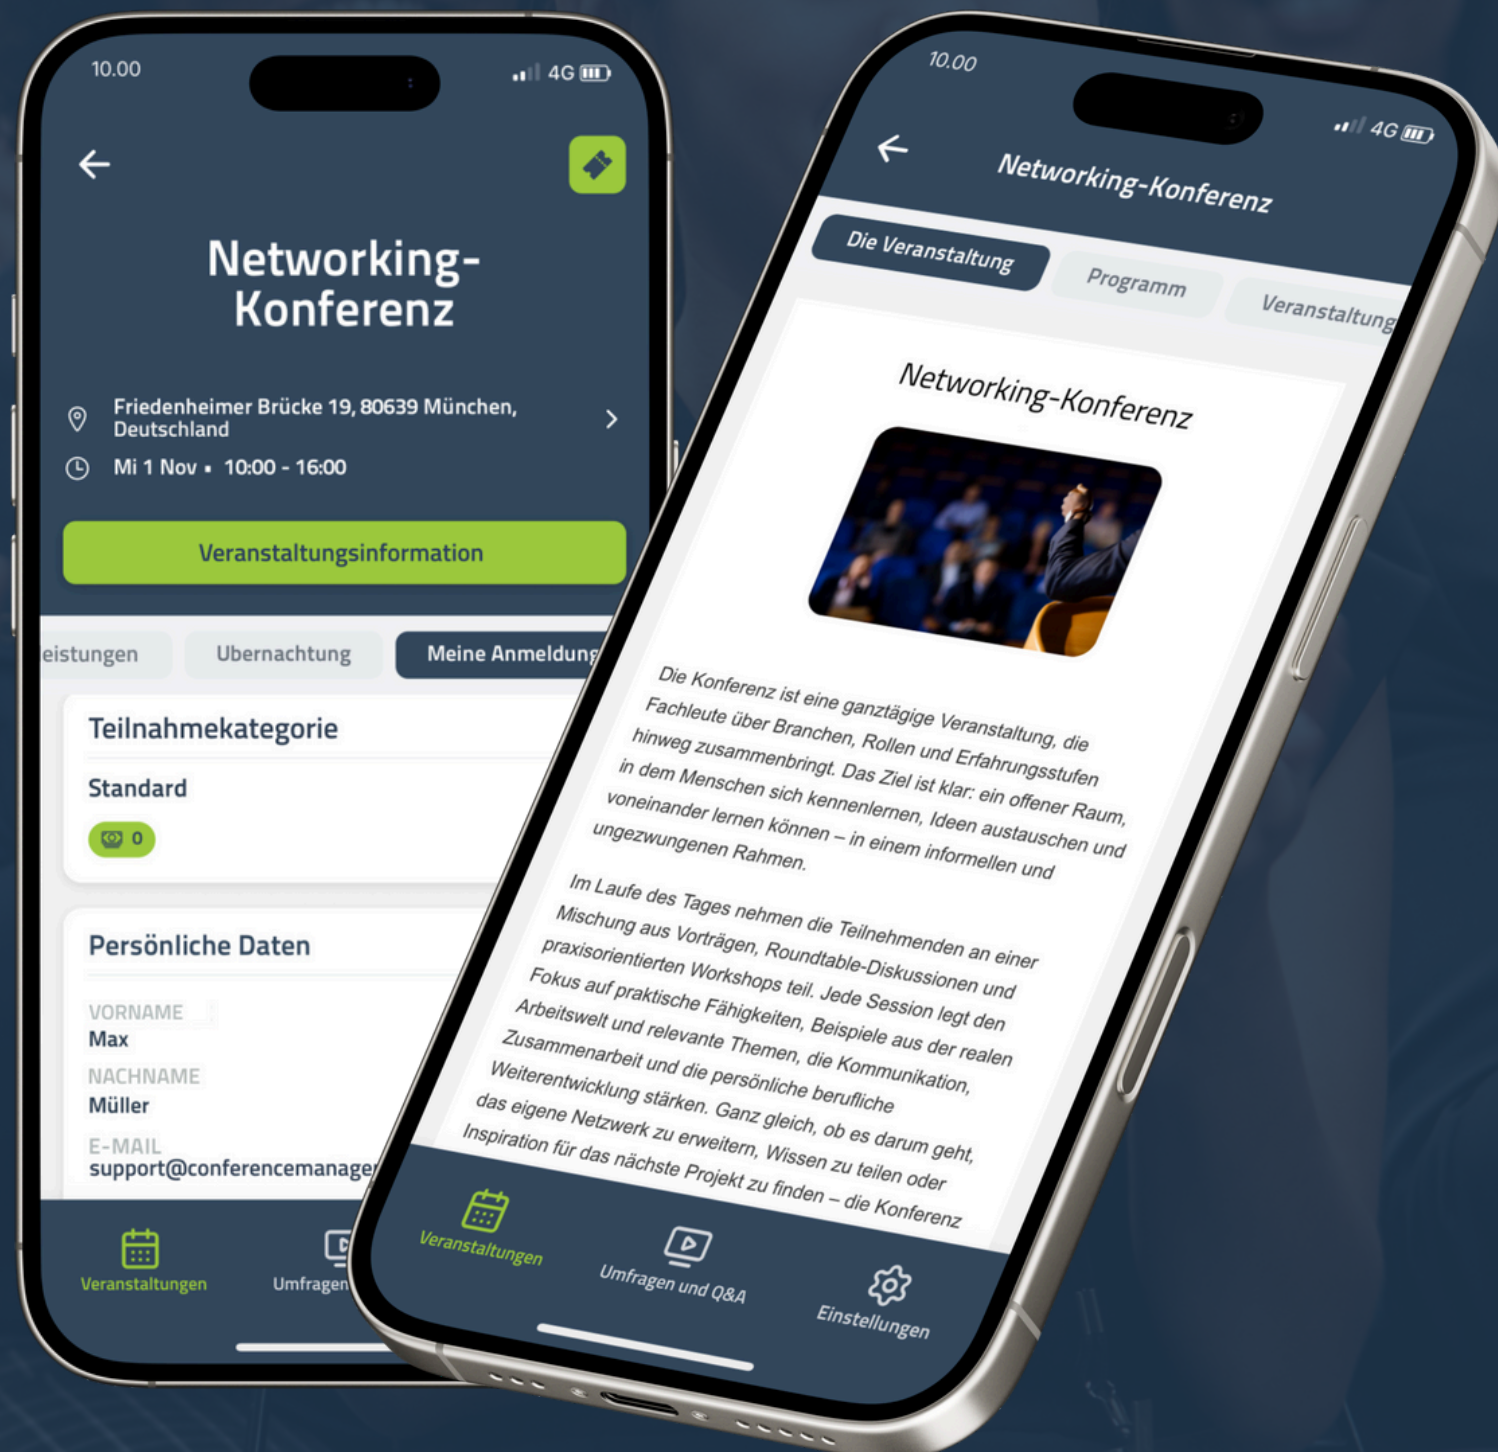 10.00
4G
Networking-
Konferenz
Friedenheimer Brücke 19, 80639 München,
Deutschland
Mi 1 Nov • 10:00 - 16:00
Veranstaltungsinformation
eistungen
Ubernachtung
Meine Anmeldung
Teilnahmekategorie
Standard
0
Persönliche Daten
VORNAME
Max
NACHNAME
Müller
E-MAIL
support@conferencemanager
Veranstaltungen
Umfragen
10.00
4G
Networking-Konferenz
Die Veranstaltung
Programm
Veranstaltung
Networking-Konferenz
Die Konferenz ist eine ganztägige Veranstaltung, die
Fachleute über Branchen, Rollen und Erfahrungsstufen
hinweg zusammenbringt. Das Ziel ist klar: ein offener Raum,
in dem Menschen sich kennenlernen, Ideen austauschen und
voneinander lernen können – in einem informellen und
ungezwungenen Rahmen.
Im Laufe des Tages nehmen die Teilnehmenden an einer
Mischung aus Vorträgen, Roundtable-Diskussionen und
praxisorientierten Workshops teil. Jede Session legt den
Fokus auf praktische Fähigkeiten, Beispiele aus der realen
Arbeitswelt und relevante Themen, die Kommunikation,
Zusammenarbeit und die persönliche berufliche
Weiterentwicklung stärken. Ganz gleich, ob es darum geht,
das eigene Netzwerk zu erweitern, Wissen zu teilen oder
Inspiration für das nächste Projekt zu finden – die Konferenz
Veranstaltungen
Umfragen und Q&A
Einstellungen